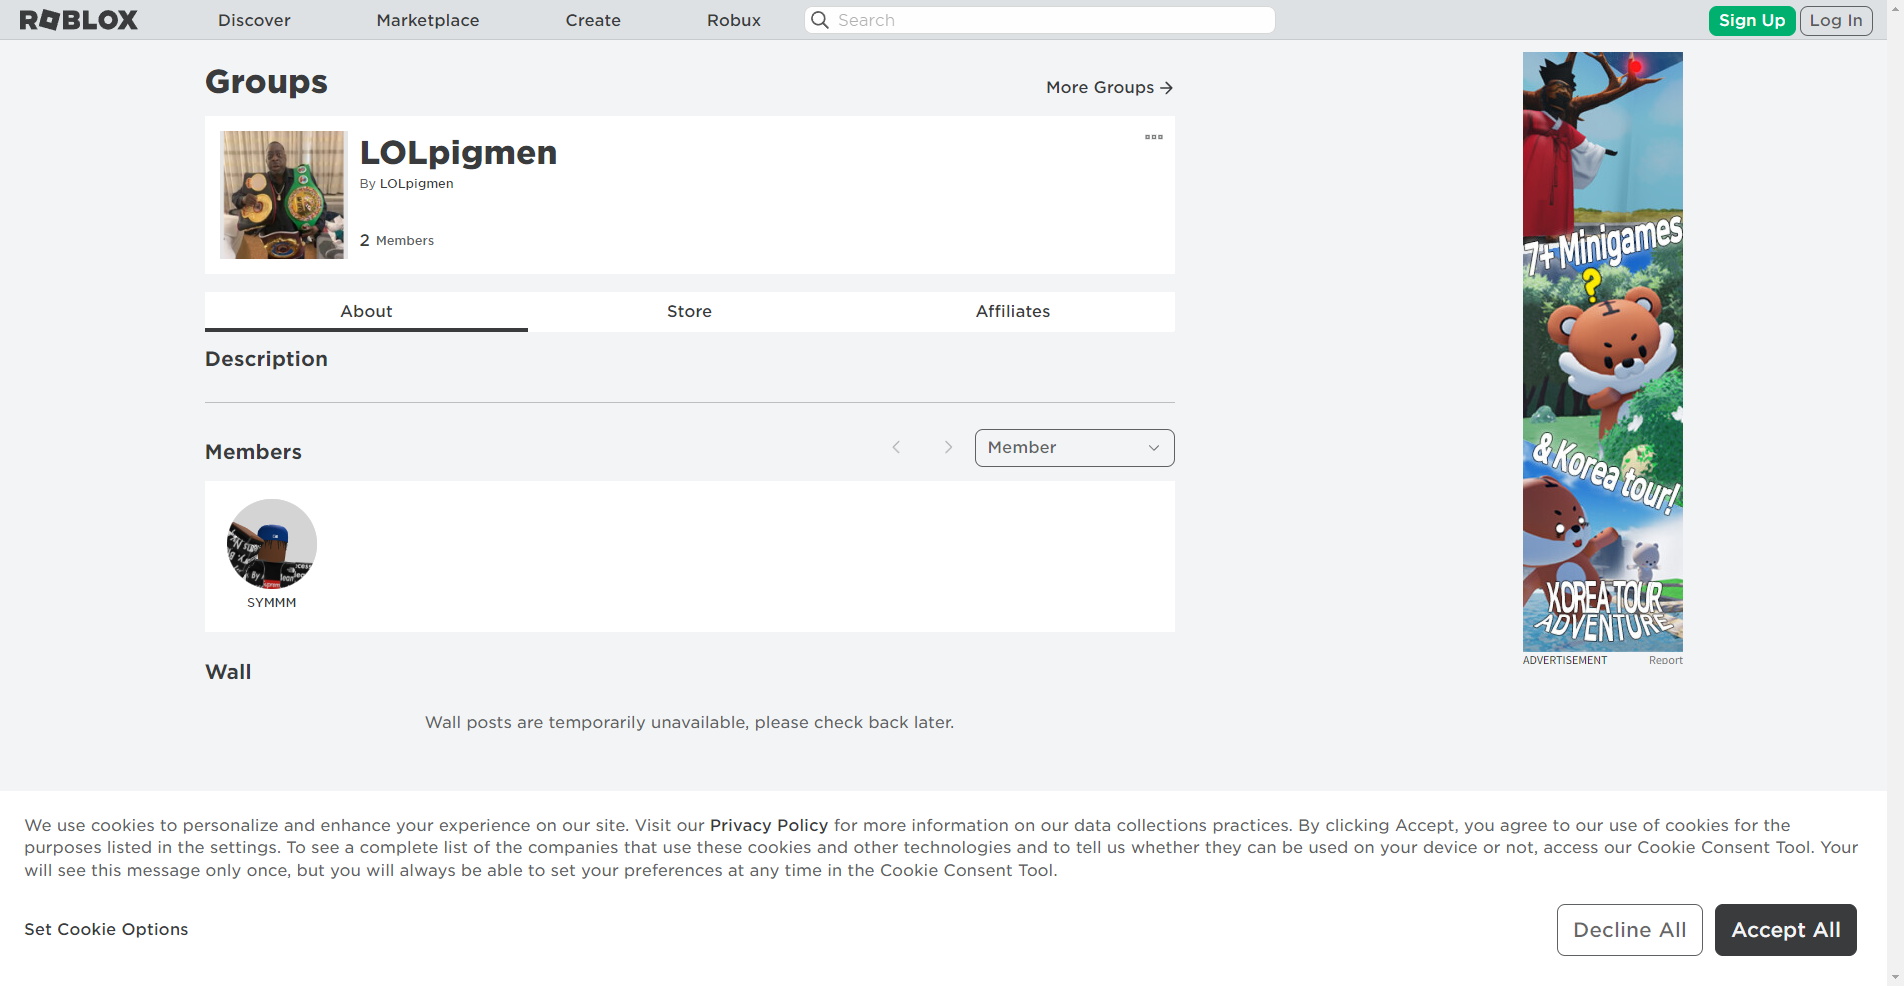 ROBLOX
Discover
Marketplace
Create
Robux
Search
Sign Up
Log In
Groups
More Groups
LOLpigmen
By LOLpigmen
2 Members
About
Store
Affiliates
Description
Members
Member
SYMMM
Wall
Wall posts are temporarily unavailable, please check back later.
7+ Minigames
?
& Korea tour!
KOREA TOUR
ADVENTURE
ADVERTISEMENT
Report
We use cookies to personalize and enhance your experience on our site. Visit our Privacy Policy for more information on our data collections practices. By clicking Accept, you agree to our use of cookies for the
purposes listed in the settings. To see a complete list of the companies that use these cookies and other technologies and to tell us whether they can be used on your device or not, access our Cookie Consent Tool. Your
will see this message only once, but you will always be able to set your preferences at any time in the Cookie Consent Tool.
Set Cookie Options
Decline All
Accept All